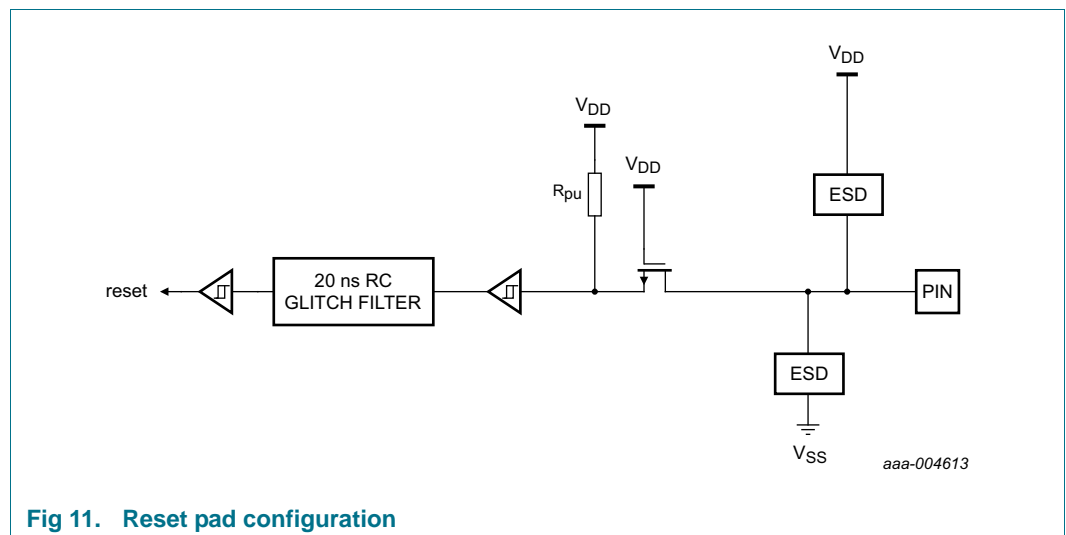 VDD
VDD
VDD
Rpu
ESD
reset
20 ns RC
GLITCH FILTER
PIN
ESD
VSS
aaa-004613
Fig 11. Reset pad configuration